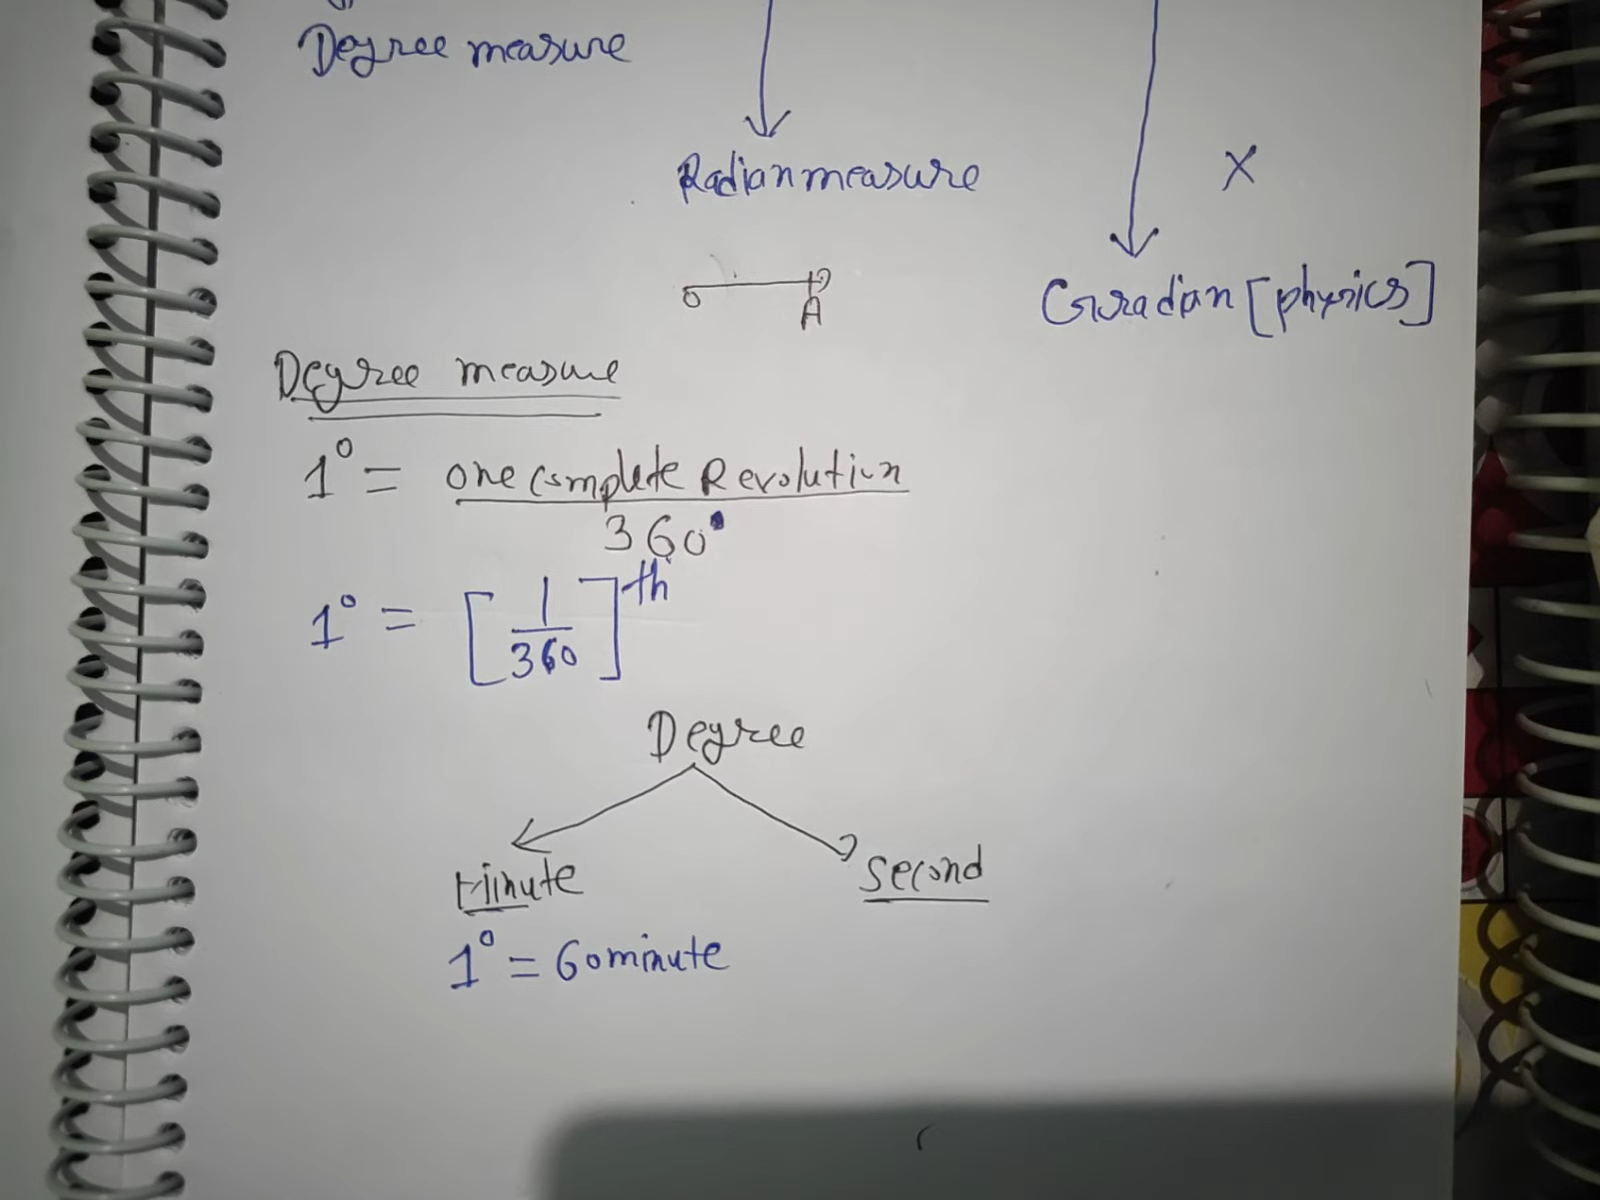 Degree measure
Radian measure
X
O A
Gradian [physics]
Degree measure
1° = one complete Revolution
360°
1° = [1/360]th
Degree
Minute
second
1° = 60 minute